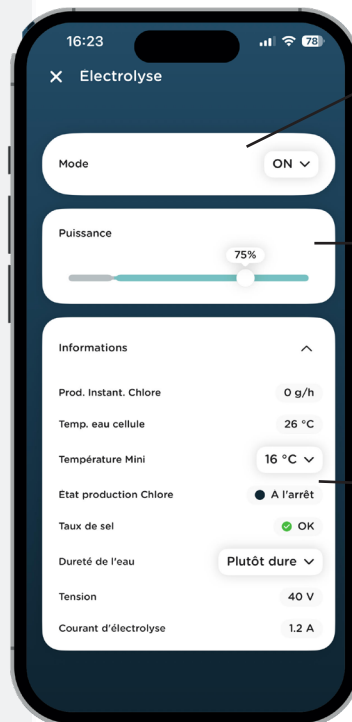 16:23
78
Électrolyse
Mode
ON
Puissance
75%
Informations
Prod. Instant. Chlore
0 g/h
Temp. eau cellule
26 °C
Température Mini
16 °C
Etat production Chlore
A l'arrêt
Taux de sel
OK
Dureté de l'eau
Plutôt dure
Tension
40 V
Courant d'électrolyse
1.2 A